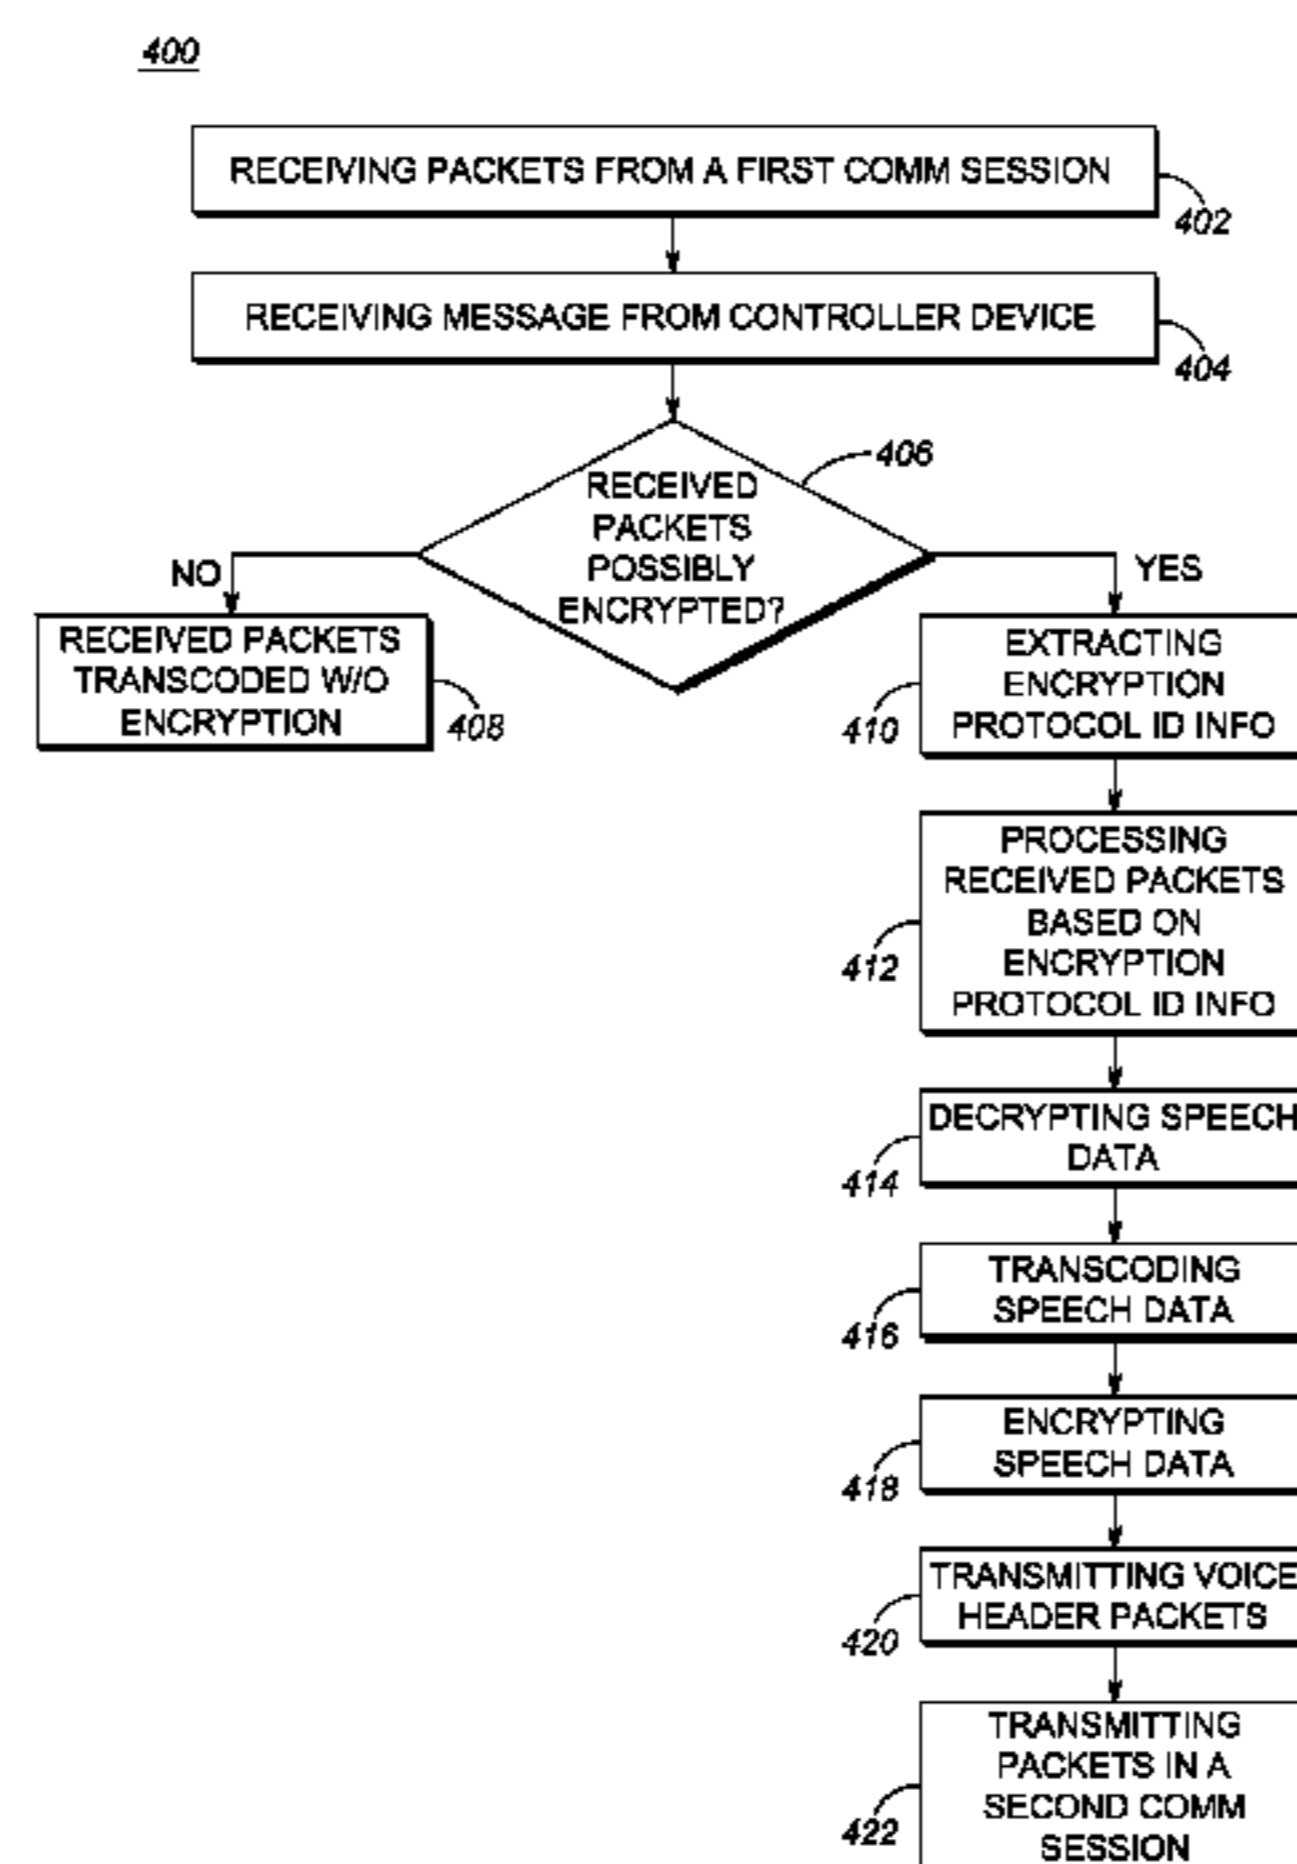 400
RECEIVING PACKETS FROM A FIRST COMM SESSION
402
RECEIVING MESSAGE FROM CONTROLLER DEVICE
404
406
RECEIVED
PACKETS
POSSIBLY
ENCRYPTED?
NO
YES
RECEIVED PACKETS
TRANSCODED W/O
ENCRYPTION
408
EXTRACTING
ENCRYPTION
PROTOCOL ID INFO
410
PROCESSING
RECEIVED PACKETS
BASED ON
ENCRYPTION
PROTOCOL ID INFO
412
DECRYPTING SPEECH
DATA
414
TRANSCODING
SPEECH DATA
416
ENCRYPTING
SPEECH DATA
418
TRANSMITTING VOICE
HEADER PACKETS
420
TRANSMITTING
PACKETS IN A
SECOND COMM
SESSION
422